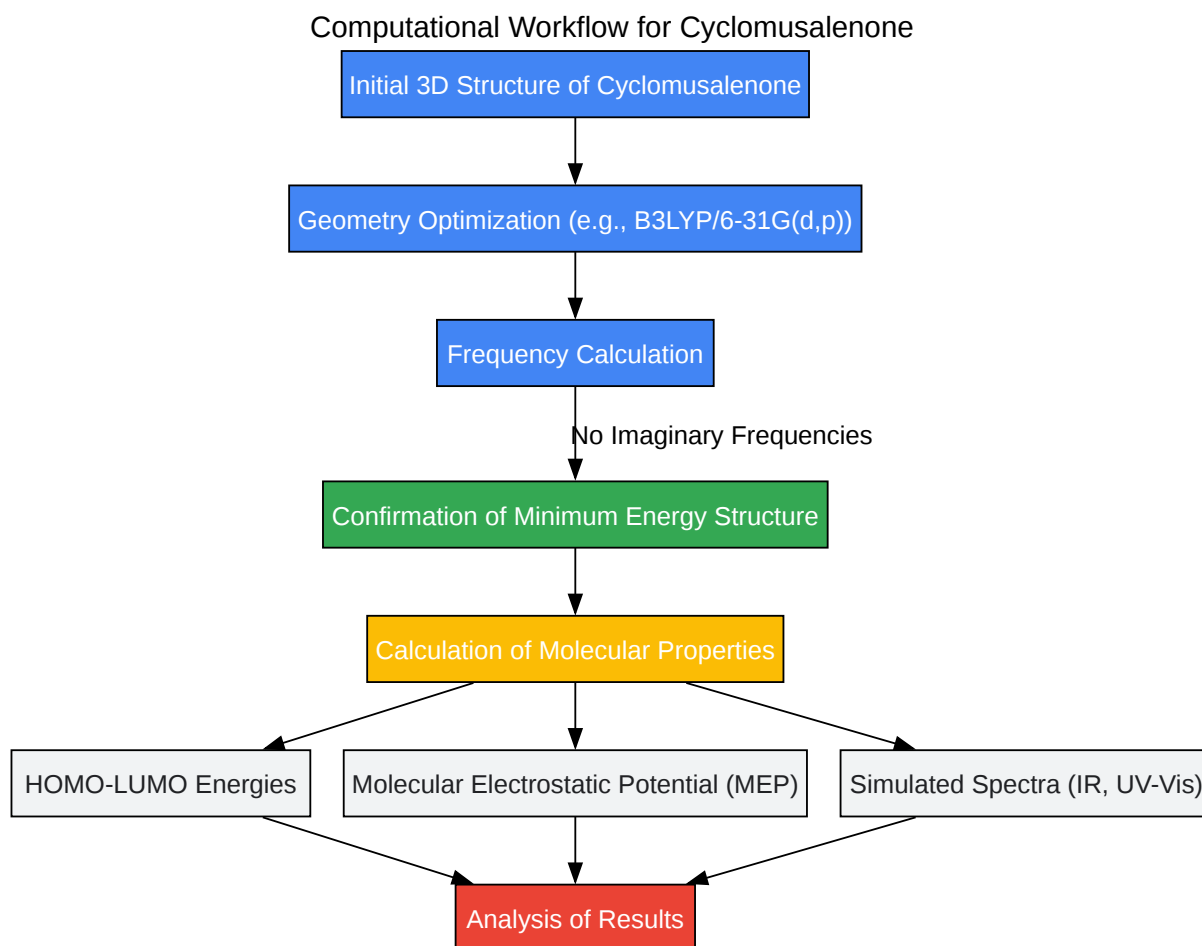 Computational Workflow for Cyclomusalenone
Initial 3D Structure of Cyclomusalenone
Geometry Optimization (e.g., B3LYP/6-31G(d,p))
Frequency Calculation
No Imaginary Frequencies
Confirmation of Minimum Energy Structure
Calculation of Molecular Properties
HOMO-LUMO Energies
Molecular Electrostatic Potential (MEP)
Simulated Spectra (IR, UV-Vis)
Analysis of Results